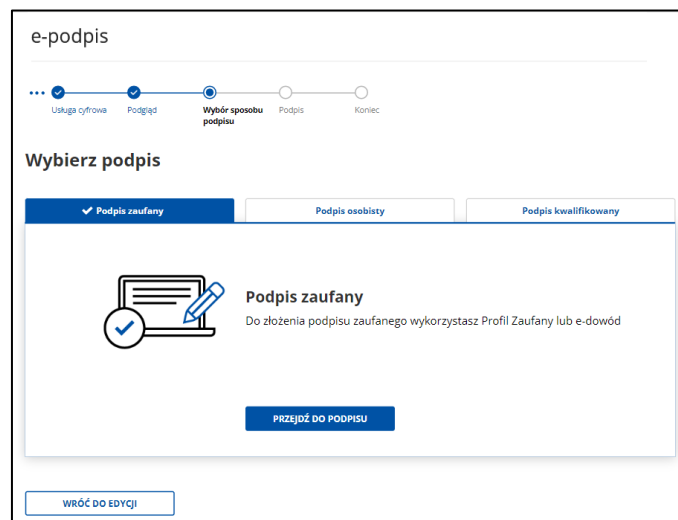 e-podpis
Usługa cyfrowa
Podgląd
Wybór sposobu
podpisu
Podpis
Koniec
Wybierz podpis
Podpis zaufany
Podpis osobisty
Podpis kwalifikowany
Podpis zaufany
Do złożenia podpisu zaufanego wykorzystasz Profil Zaufany lub e-dowód
PRZEJDŹ DO PODPISU
WRÓĆ DO EDYCJI